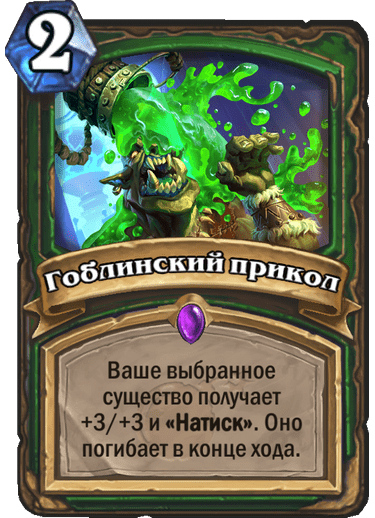 2
Гоблинский прикол
Ваше выбранное
существо получает
+3/+3 и «Натиск». Оно
погибает в конце хода.